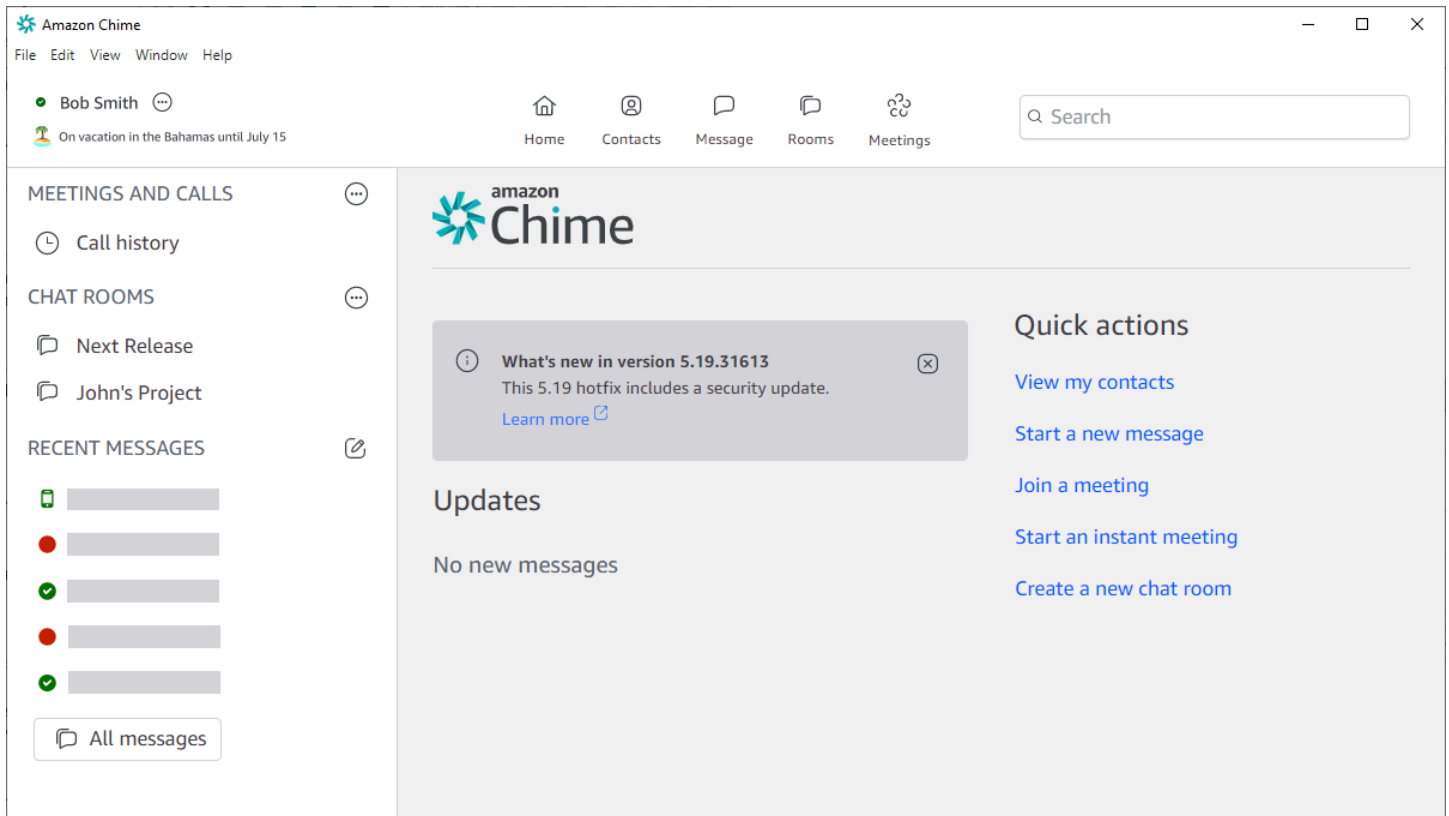 Amazon Chime
File Edit View Window Help
Bob Smith
On vacation in the Bahamas until July 15
Home Contacts Message Rooms Meetings
Search
MEETINGS AND CALLS
Call history
CHAT ROOMS
Next Release
John's Project
RECENT MESSAGES
All messages
amazon
Chime
What's new in version 5.19.31613
This 5.19 hotfix includes a security update.
Learn more
Updates
No new messages
Quick actions
View my contacts
Start a new message
Join a meeting
Start an instant meeting
Create a new chat room